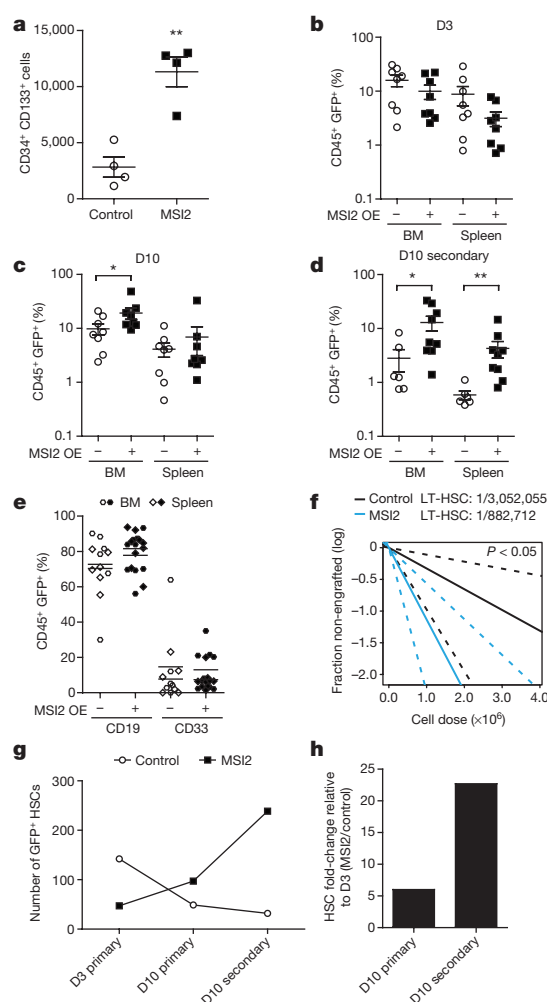 a
CD34+ CD133+ cells
15,000
10,000
5,000
0
**
Control
MSI2
b
D3
CD45+ GFP+ (%)
100
10
1
0.1
MSI2 OE
−
+
−
+
BM
Spleen
c
D10
CD45+ GFP+ (%)
100
10
1
0.1
*
MSI2 OE
−
+
−
+
BM
Spleen
d
D10 secondary
CD45+ GFP+ (%)
100
10
1
0.1
*
**
MSI2 OE
−
+
−
+
BM
Spleen
e
BM
Spleen
CD45+ GFP+ (%)
100
80
60
40
20
0
MSI2 OE
−
+
−
+
CD19
CD33
f
Control LT-HSC: 1/3,052,055
MSI2 LT-HSC: 1/882,712
P < 0.05
Fraction non-engrafted (log)
0
−0.5
−1.0
−1.5
−2.0
0.0 1.0 2.0 3.0 4.0
Cell dose (×10⁶)
g
Control
MSI2
Number of GFP+ HSCs
300
200
100
0
D3 primary
D10 primary
D10 secondary
h
HSC fold-change relative
to D3 (MSI2/control)
25
20
15
10
5
0
D10 primary
D10 secondary